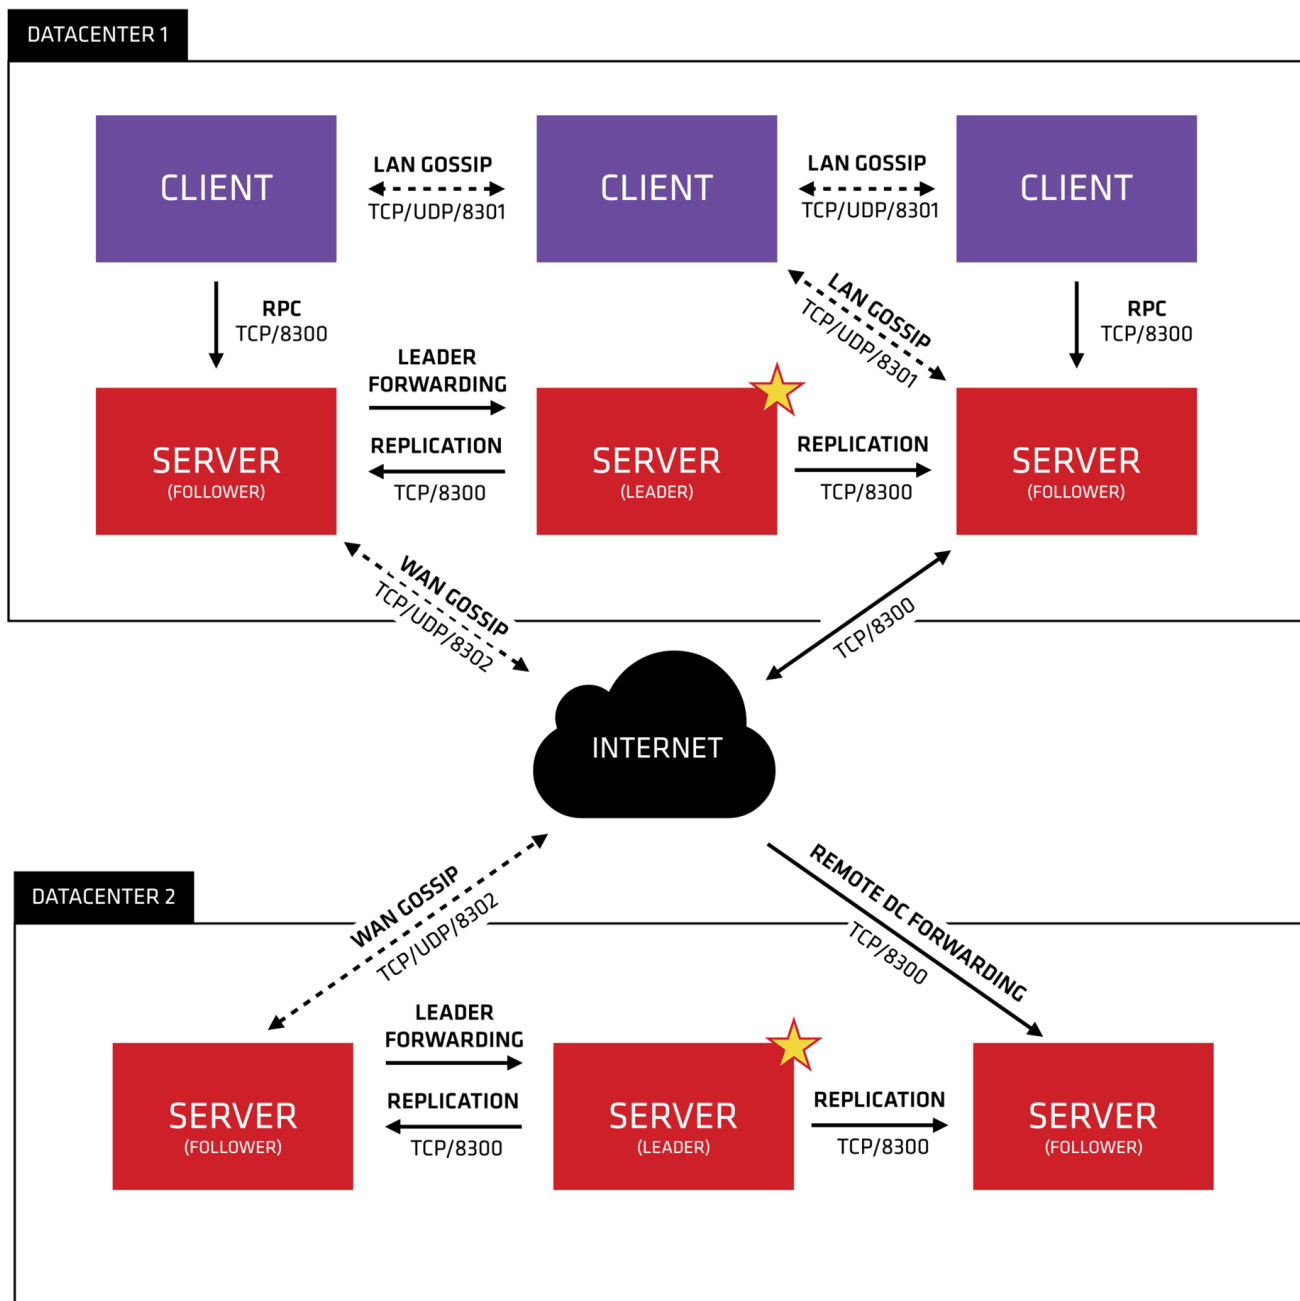 DATACENTER 1
CLIENT
LAN GOSSIP
TCP/UDP/8301
CLIENT
LAN GOSSIP
TCP/UDP/8301
CLIENT
RPC
TCP/8300
LAN GOSSIP
TCP/UDP/8301
RPC
TCP/8300
SERVER
(FOLLOWER)
LEADER
FORWARDING
REPLICATION
TCP/8300
SERVER
(LEADER)
REPLICATION
TCP/8300
SERVER
(FOLLOWER)
WAN GOSSIP
TCP/UDP/8302
TCP/8300
INTERNET
DATACENTER 2
WAN GOSSIP
TCP/UDP/8302
REMOTE DC FORWARDING
TCP/8300
SERVER
(FOLLOWER)
LEADER
FORWARDING
REPLICATION
TCP/8300
SERVER
(LEADER)
REPLICATION
TCP/8300
SERVER
(FOLLOWER)